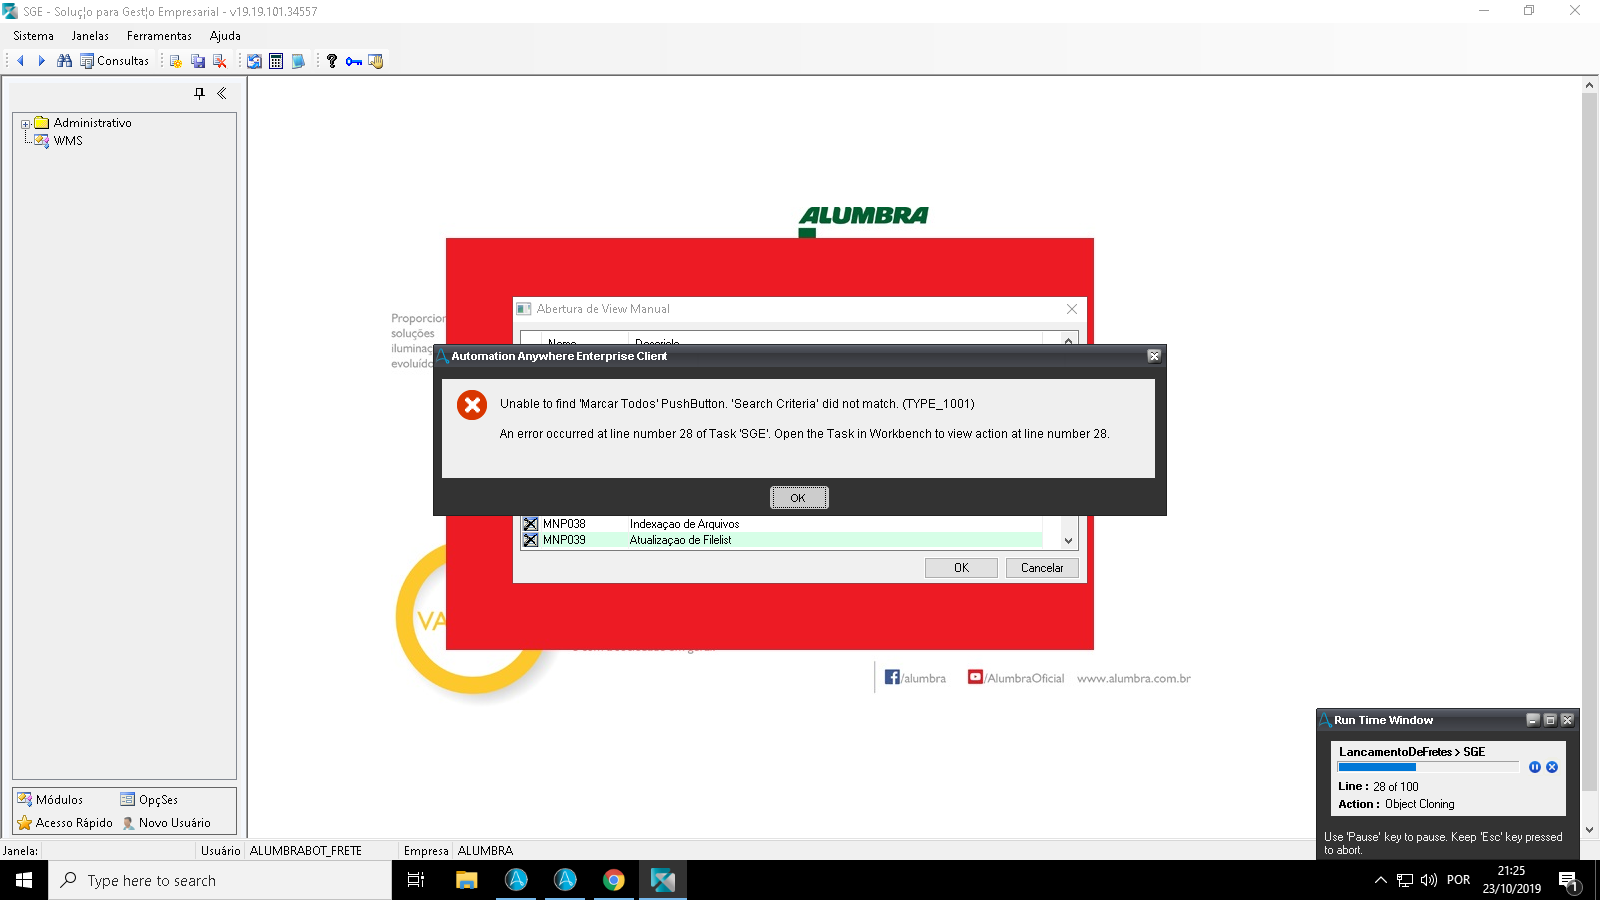 SGE - Soluç¦o para Gest¦o Empresarial - v19.19.101.34557
Sistema Janelas Ferramentas Ajuda
Consultas
Administrativo
WMS
ALUMBRA
Proporcion
soluções
iluminaç
evoluído
Abertura de View Manual
Nome
Automation Anywhere Enterprise Client
Unable to find 'Marcar Todos' PushButton. 'Search Criteria' did not match. (TYPE_1001)
An error occurred at line number 28 of Task 'SGE'. Open the Task in Workbench to view action at line number 28.
OK
MNP038 Indexaçao de Arquivos
MNP039 Atualizaçao de Filelist
OK Cancelar
VA
/alumbra /AlumbraOficial www.alumbra.com.br
Run Time Window
LancamentoDeFretes > SGE
Line : 28 of 100
Action : Object Cloning
Use 'Pause' key to pause. Keep 'Esc' key pressed
to abort.
Módulos OpçSes
Acesso Rápido Novo Usuário
Janela: Usuário ALUMBRABOT_FRETE Empresa ALUMBRA
Type here to search
POR
21:25
23/10/2019
1